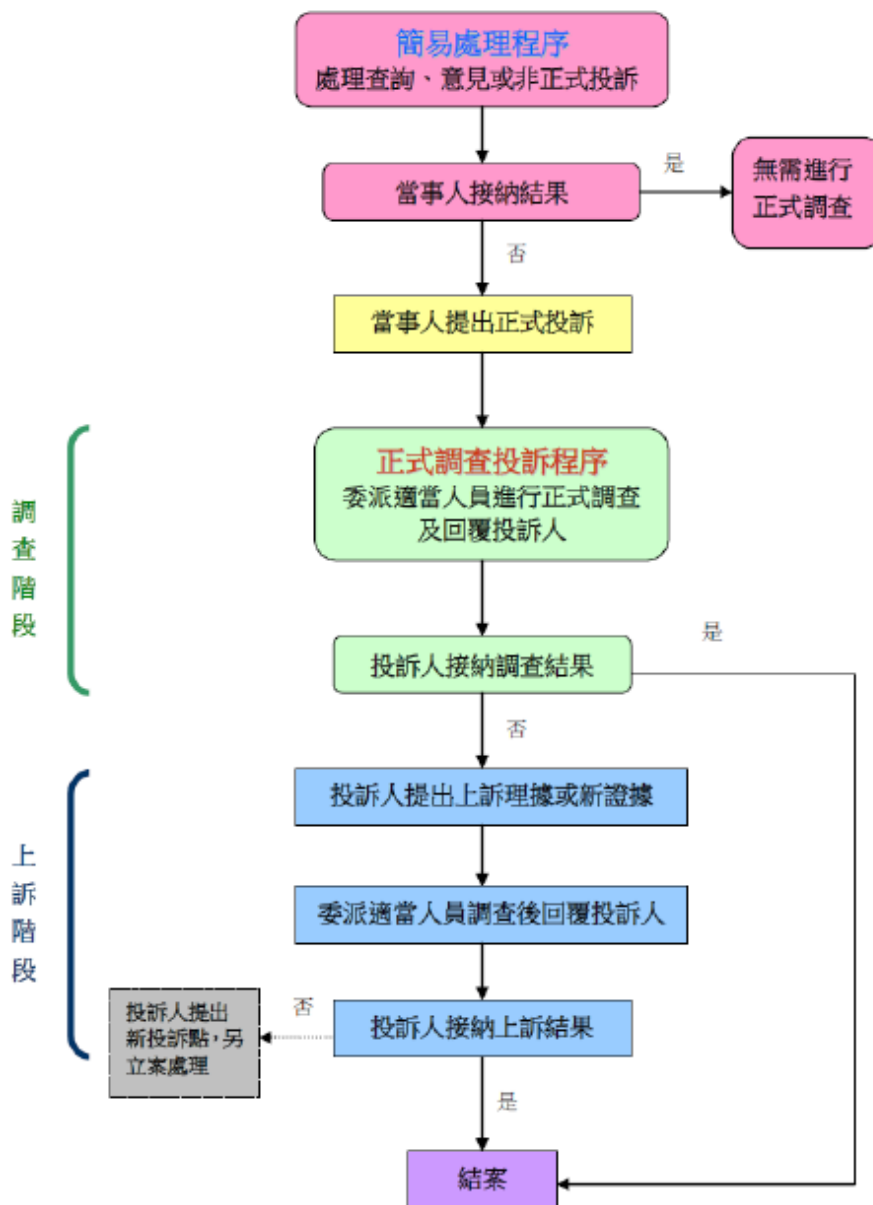 簡易處理程序
處理查詢、意見或非正式投訴
當事人接納結果
是
無需進行
正式調查
否
當事人提出正式投訴
調查階段
正式調查投訴程序
委派適當人員進行正式調查
及回覆投訴人
投訴人接納調查結果
是
否
上訴階段
投訴人提出上訴理據或新證據
委派適當人員調查後回覆投訴人
投訴人接納上訴結果
否
投訴人提出
新投訴點，另
立案處理
是
結案